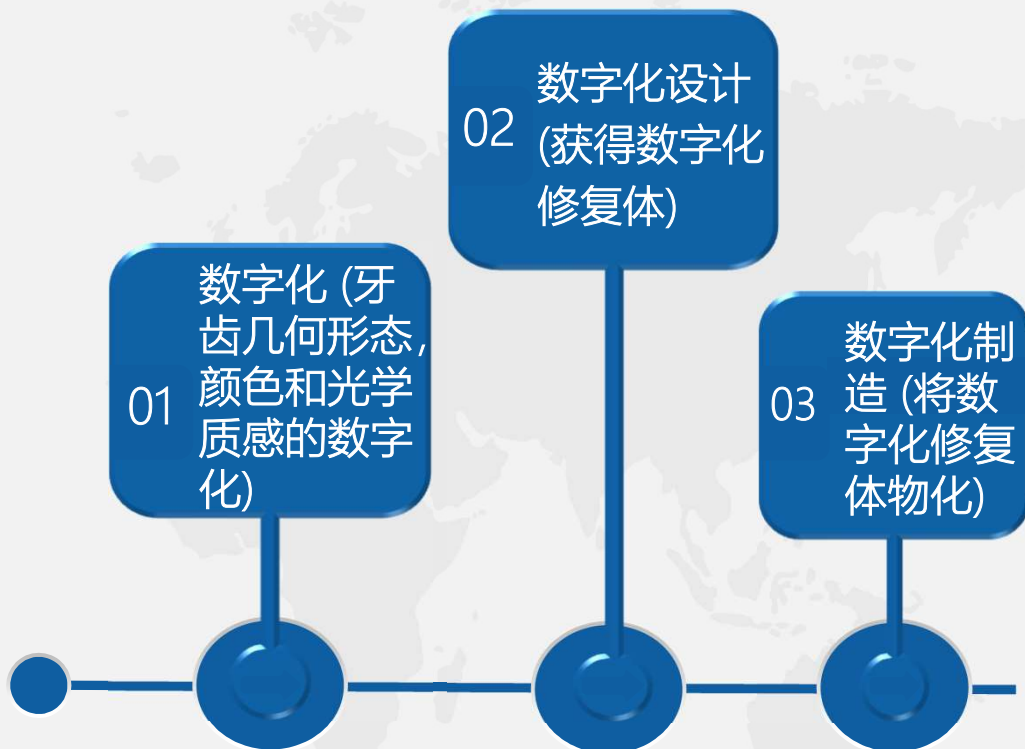 01
数字化 (牙
齿几何形态,
颜色和光学
质感的数字
化)
02
数字化设计
(获得数字化
修复体)
03
数字化制
造 (将数
字化修复
体物化)